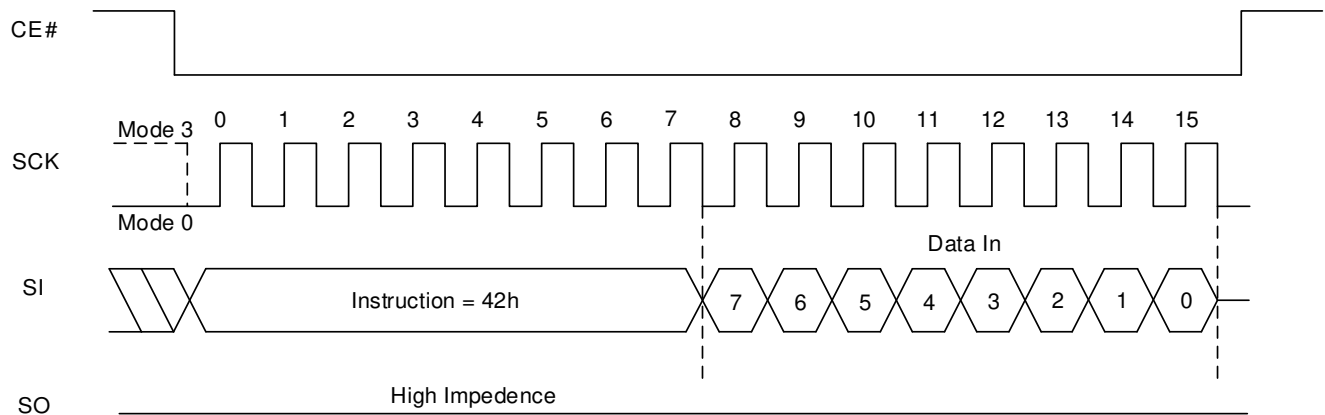 CE#
Mode 3
0 1 2 3 4 5 6 7 8 9 10 11 12 13 14 15
SCK
Mode 0
Data In
SI
Instruction = 42h
7 6 5 4 3 2 1 0
High Impedence
SO